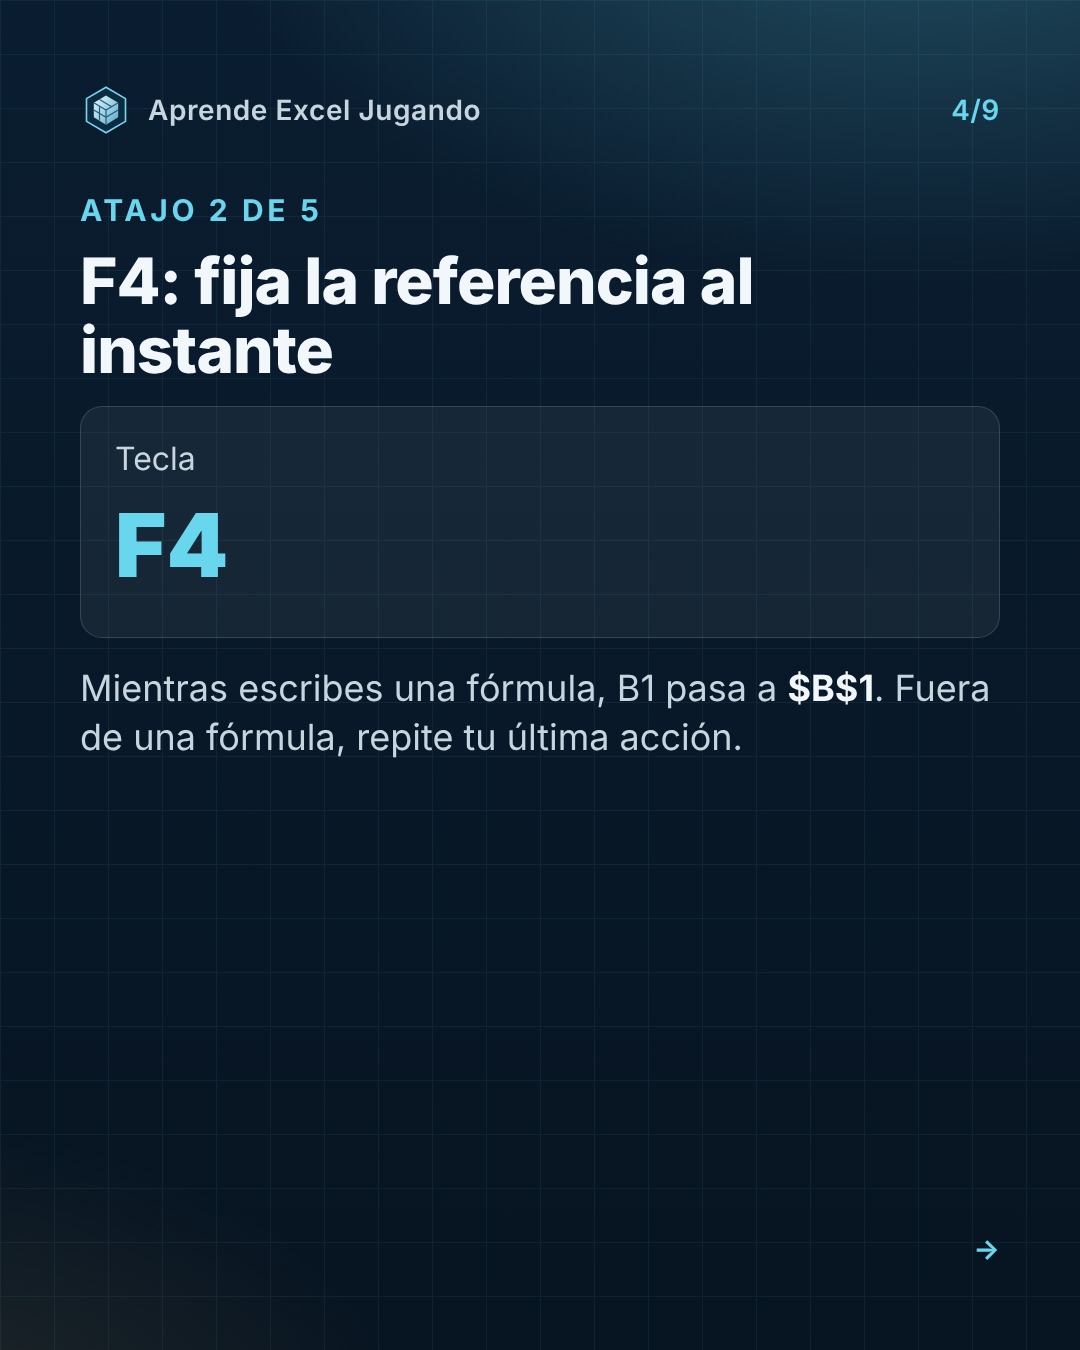 Aprende Excel Jugando
4/9
ATAJO 2 DE 5
F4: fija la referencia al
instante
Tecla
F4
Mientras escribes una fórmula, B1 pasa a $B$1. Fuera
de una fórmula, repite tu última acción.
→